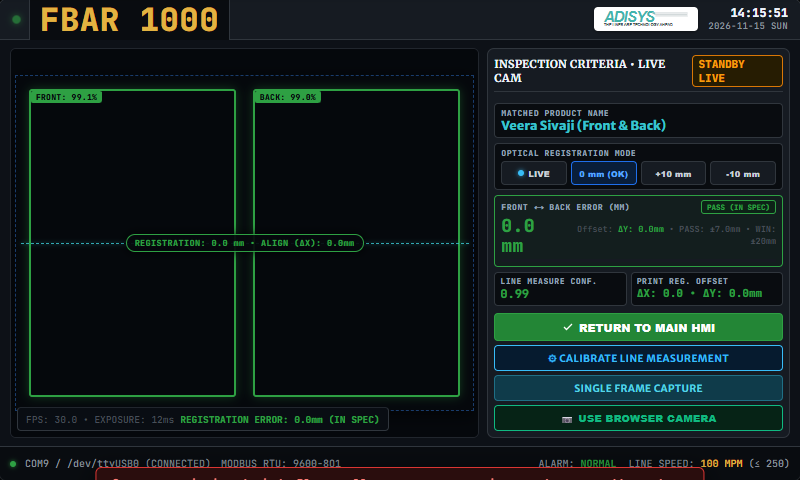 FBAR 1000
ADISYS
14:15:51
2026-11-15 SUN
FRONT: 99.1%
BACK: 99.0%
REGISTRATION: 0.0 mm • ALIGN (ΔX): 0.0mm
FPS: 30.0 • EXPOSURE: 12ms REGISTRATION ERROR: 0.0mm (IN SPEC)
INSPECTION CRITERIA • LIVE
CAM
STANDBY
LIVE
MATCHED PRODUCT NAME
Veera Sivaji (Front & Back)
OPTICAL REGISTRATION MODE
LIVE
0 mm (OK)
+10 mm
-10 mm
FRONT ↔ BACK ERROR (MM)
PASS (IN SPEC)
0.0
mm
Offset: ΔY: 0.0mm • PASS: ±7.0mm • WIN:
±20mm
LINE MEASURE CONF.
0.99
PRINT REG. OFFSET
ΔX: 0.0 • ΔY: 0.0mm
✓ RETURN TO MAIN HMI
⚙ CALIBRATE LINE MEASUREMENT
SINGLE FRAME CAPTURE
USE BROWSER CAMERA
COM9 / /dev/ttyUSB0 (CONNECTED) MODBUS RTU: 9600-8O1
ALARM: NORMAL LINE SPEED: 100 MPM (≤ 250)